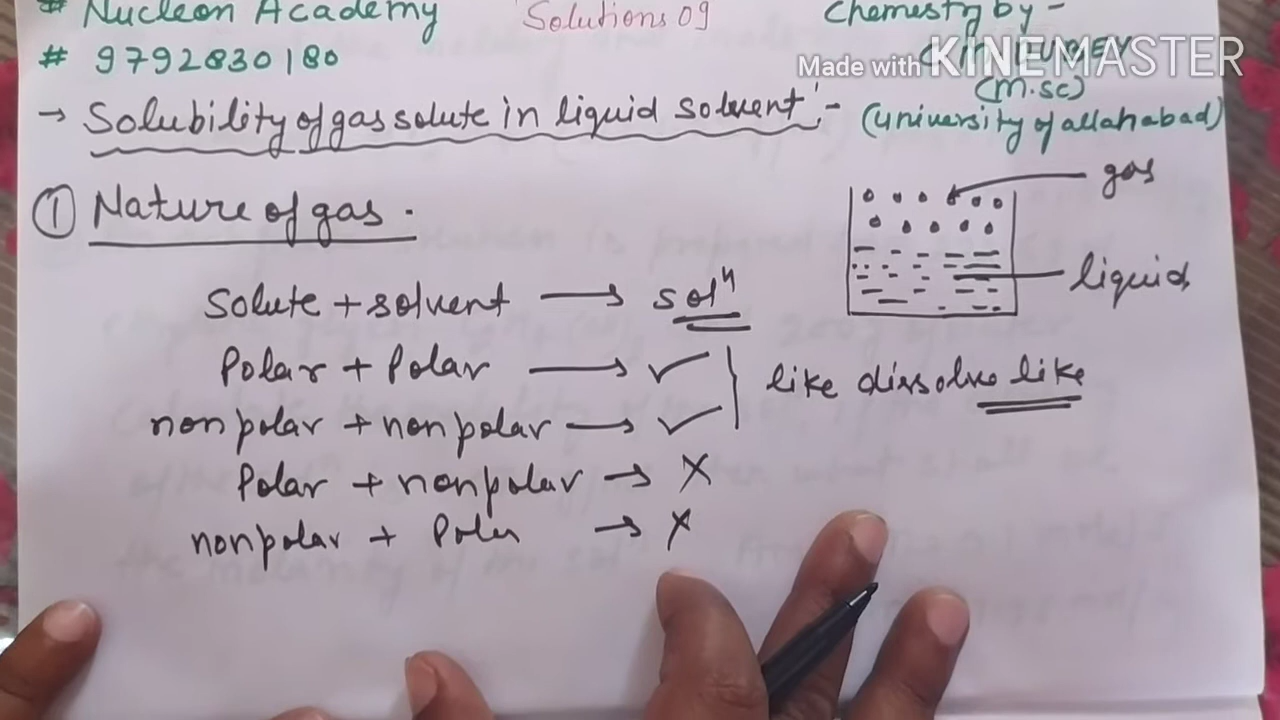 # Nucleon Academy
Solutions 09
Chemestry by -
# 9792830180
Made with KINEMASTER
(M.sc)
→ Solubility of gas solute in liquid solvent :-
(university of allahabad)
① Nature of gas .
gas
liquid
Solute + solvent → solⁿ
Polar + Polar → ✓
like dissolve like
nonpolar + nonpolar → ✓
Polar + nonpolar → X
nonpolar + Polar → X